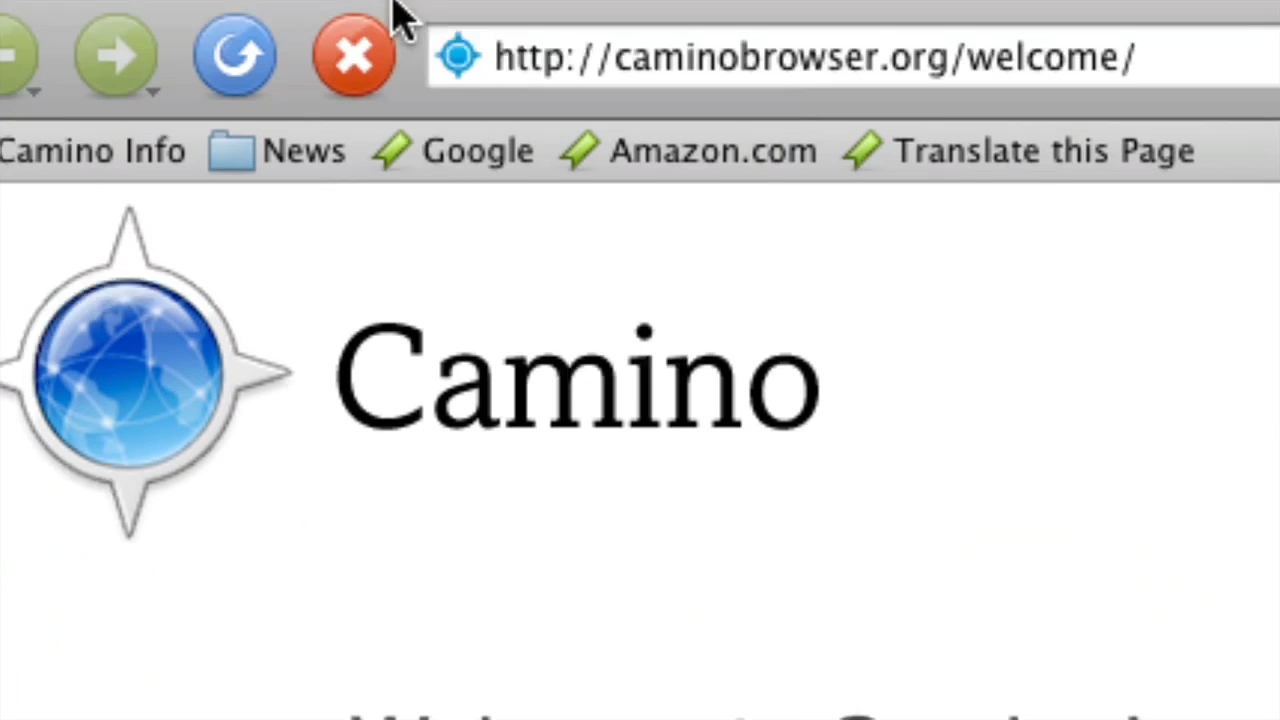 http://caminobrowser.org/welcome/
Camino Info News Google Amazon.com Translate this Page
Camino